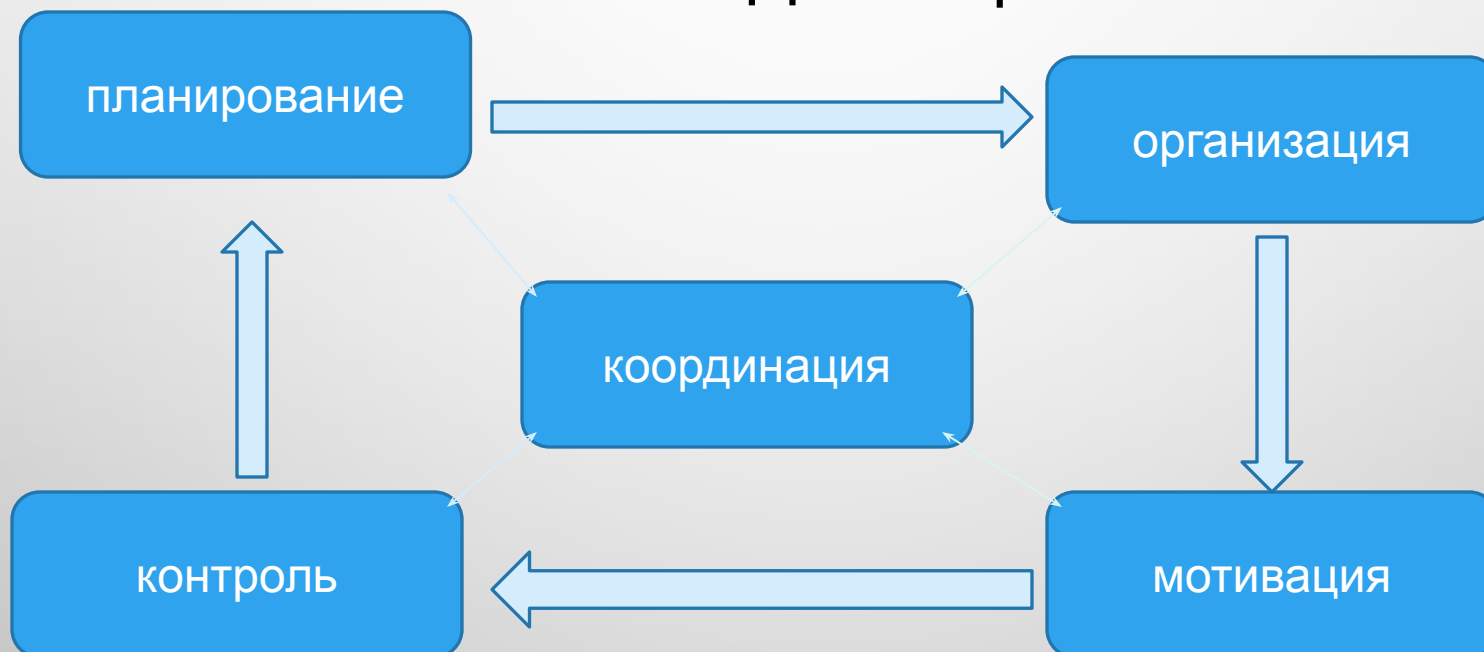 планирование
организация
координация
контроль
мотивация